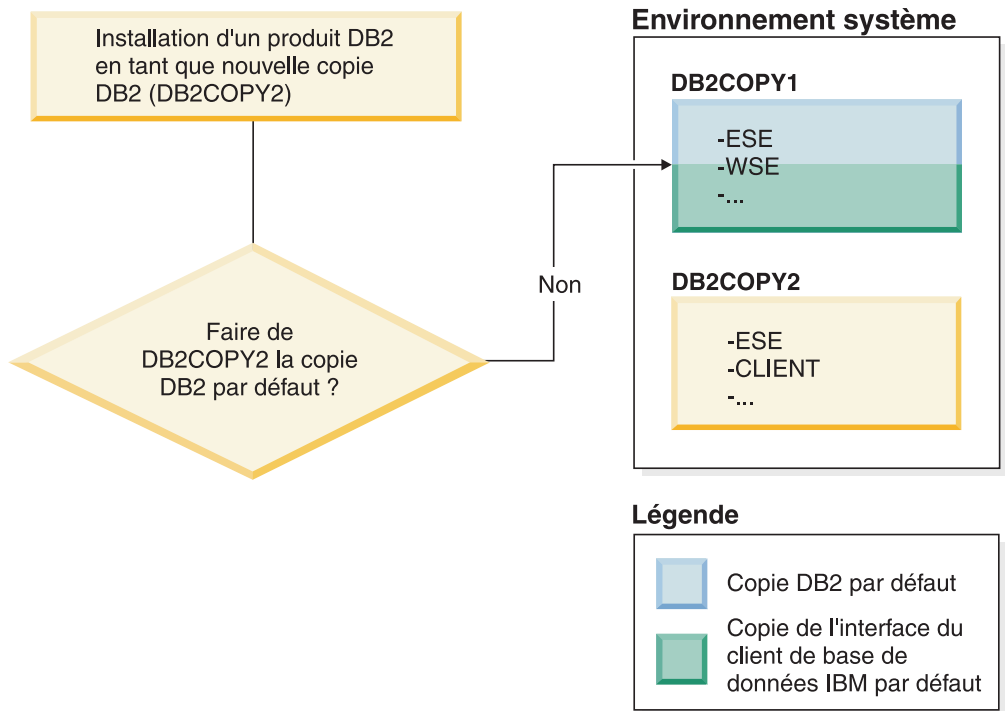 Installation d'un produit DB2
en tant que nouvelle copie
DB2 (DB2COPY2)
Faire de
DB2COPY2 la copie
DB2 par défaut ?
Non
Environnement système
DB2COPY1
-ESE
-WSE
-...
DB2COPY2
-ESE
-CLIENT
-...
Légende
Copie DB2 par défaut
Copie de l'interface du
client de base de
données IBM par défaut